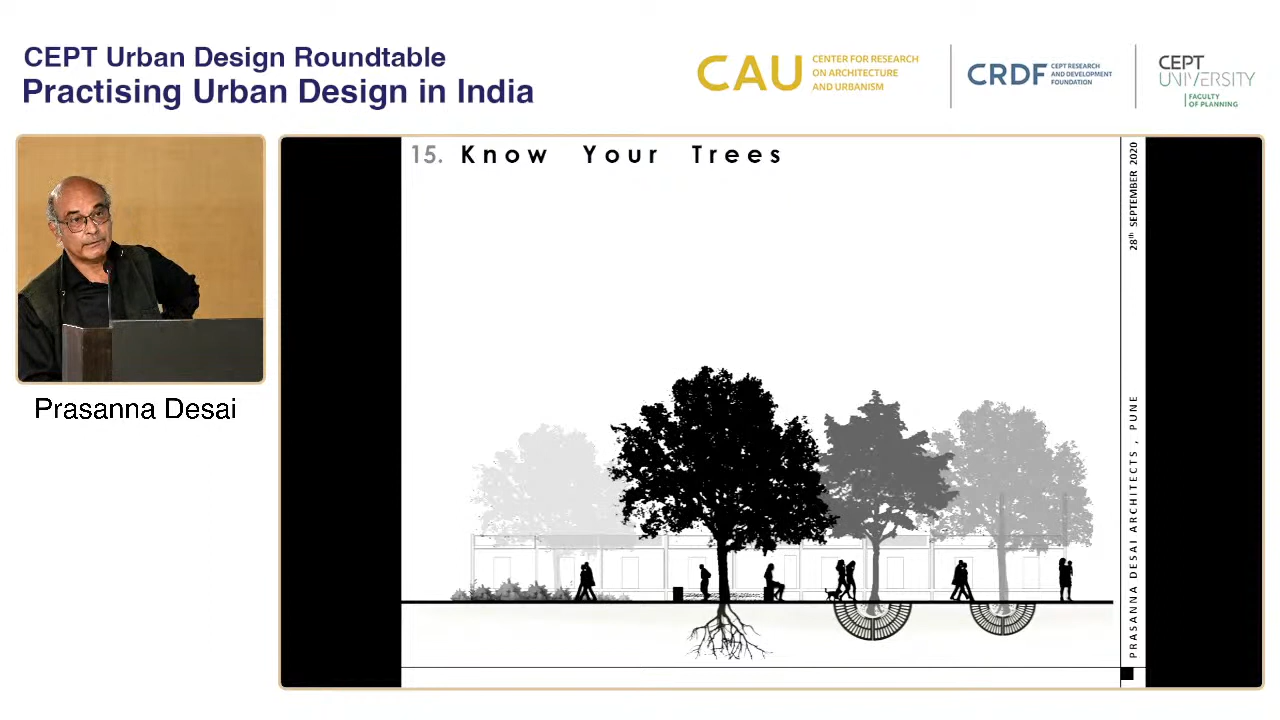 CEPT Urban Design Roundtable
Practising Urban Design in India
CAU
CENTER FOR RESEARCH
ON ARCHITECTURE
AND URBANISM
CRDF
CEPT RESEARCH
AND DEVELOPMENT
FOUNDATION
CEPT
UNIVERSITY
FACULTY
OF PLANNING
Prasanna Desai
15. Know Your Trees
28th SEPTEMBER 2020
PRASANNA DESAI ARCHITECTS , PUNE